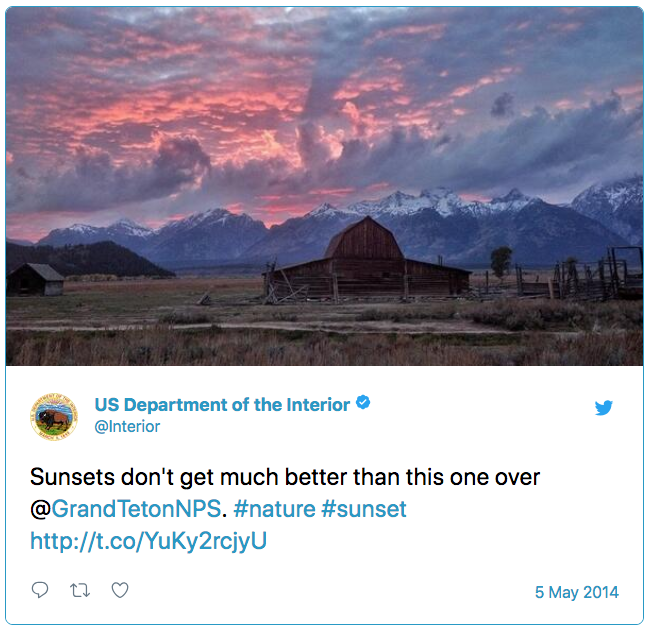 US Department of the Interior
@Interior
Sunsets don't get much better than this one over
@GrandTetonNPS. #nature #sunset
http://t.co/YuKy2rcjyU
5 May 2014